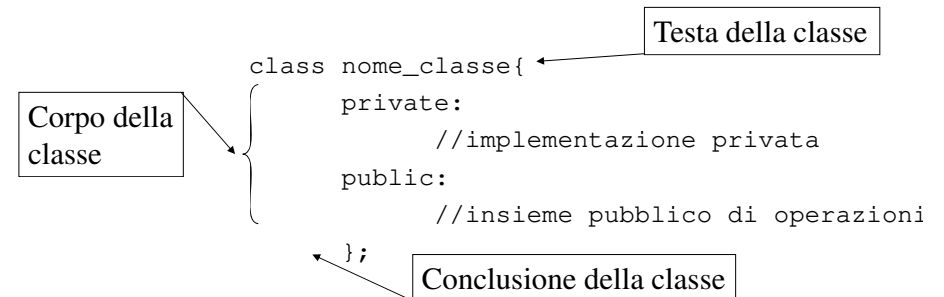 Testa della classe
class nome_classe{
Corpo della
classe
private:
//implementazione privata
public:
//insieme pubblico di operazioni
};
Conclusione della classe